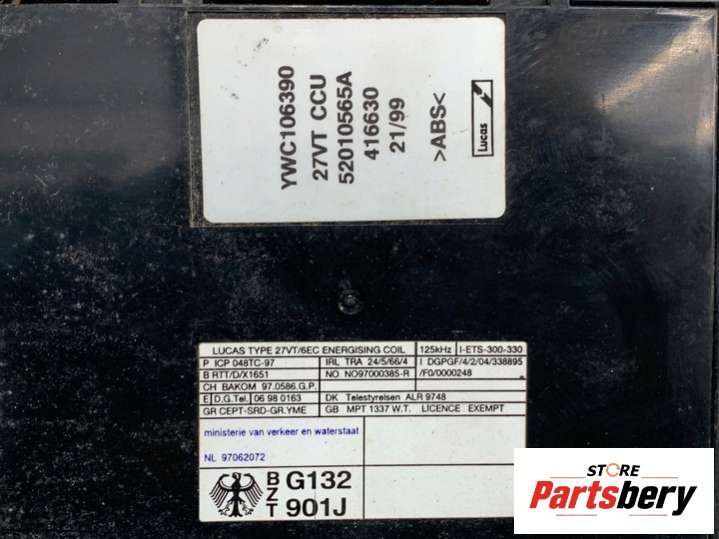 YWC106390
27VT CCU
52010565A
416630
21/99
>ABS<
Lucas
LUCAS TYPE 27VT/6EC ENERGISING COIL 125kHz I-ETS-300-330
P ICP 048TC-97 IRL TRA 24/5/66/4 I DGPGF/4/2/04/338895
B RTT/D/X1651 NO NO97000385-R /FO/0000248
CH BAKOM 97.0586.G.P.
E D.G.Tel. 06 98 0163 DK Telestyrelsen ALR 9748
GR CEPT-SRD-GR.YME GB MPT 1337 W.T. LICENCE EXEMPT
ministerie van verkeer en waterstaat
NL 97062072
BZT G132
901J
STORE
Partsbery